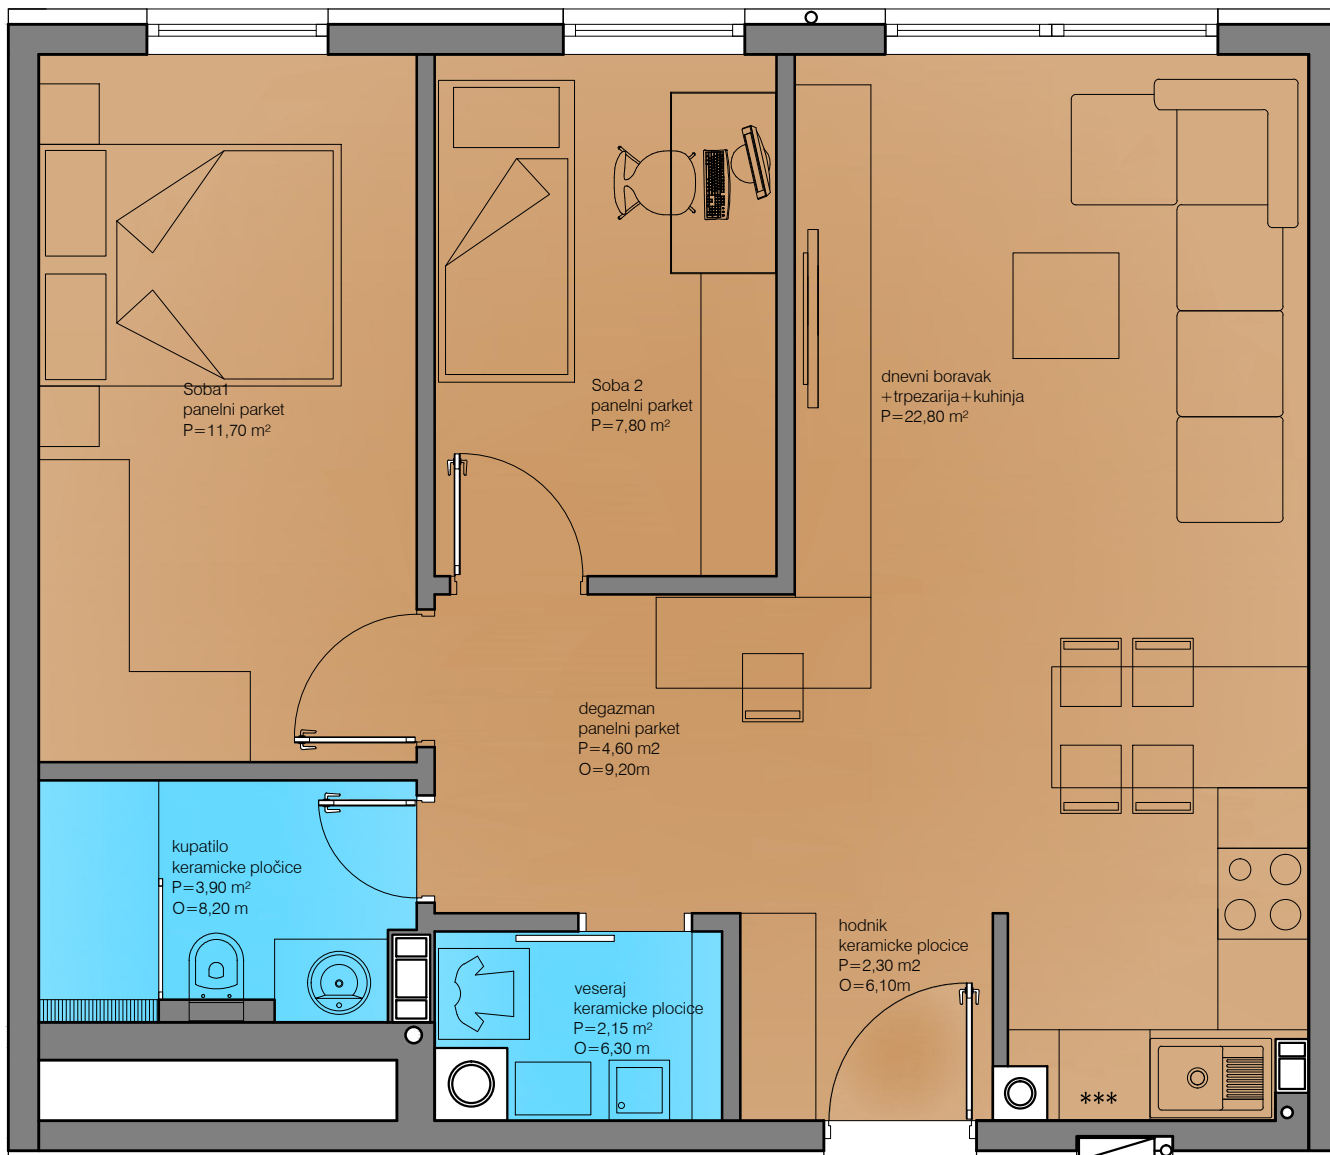 Soba1
panelni parket
P=11,70 m²
Soba 2
panelni parket
P=7,80 m²
dnevni boravak
+trpezarija+kuhinja
P=22,80 m²
degazman
panelni parket
P=4,60 m2
O=9,20m
kupatilo
keramicke pločice
P=3,90 m²
O=8,20 m
hodnik
keramicke plocice
P=2,30 m2
O=6,10m
veseraj
keramicke plocice
P=2,15 m²
O=6,30 m
***